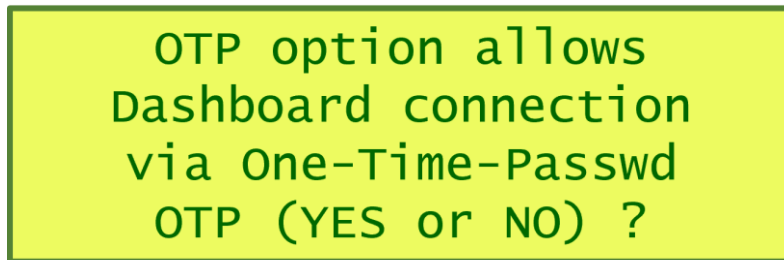 OTP option allows
Dashboard connection
via One-Time-Passwd
OTP (YES or NO) ?